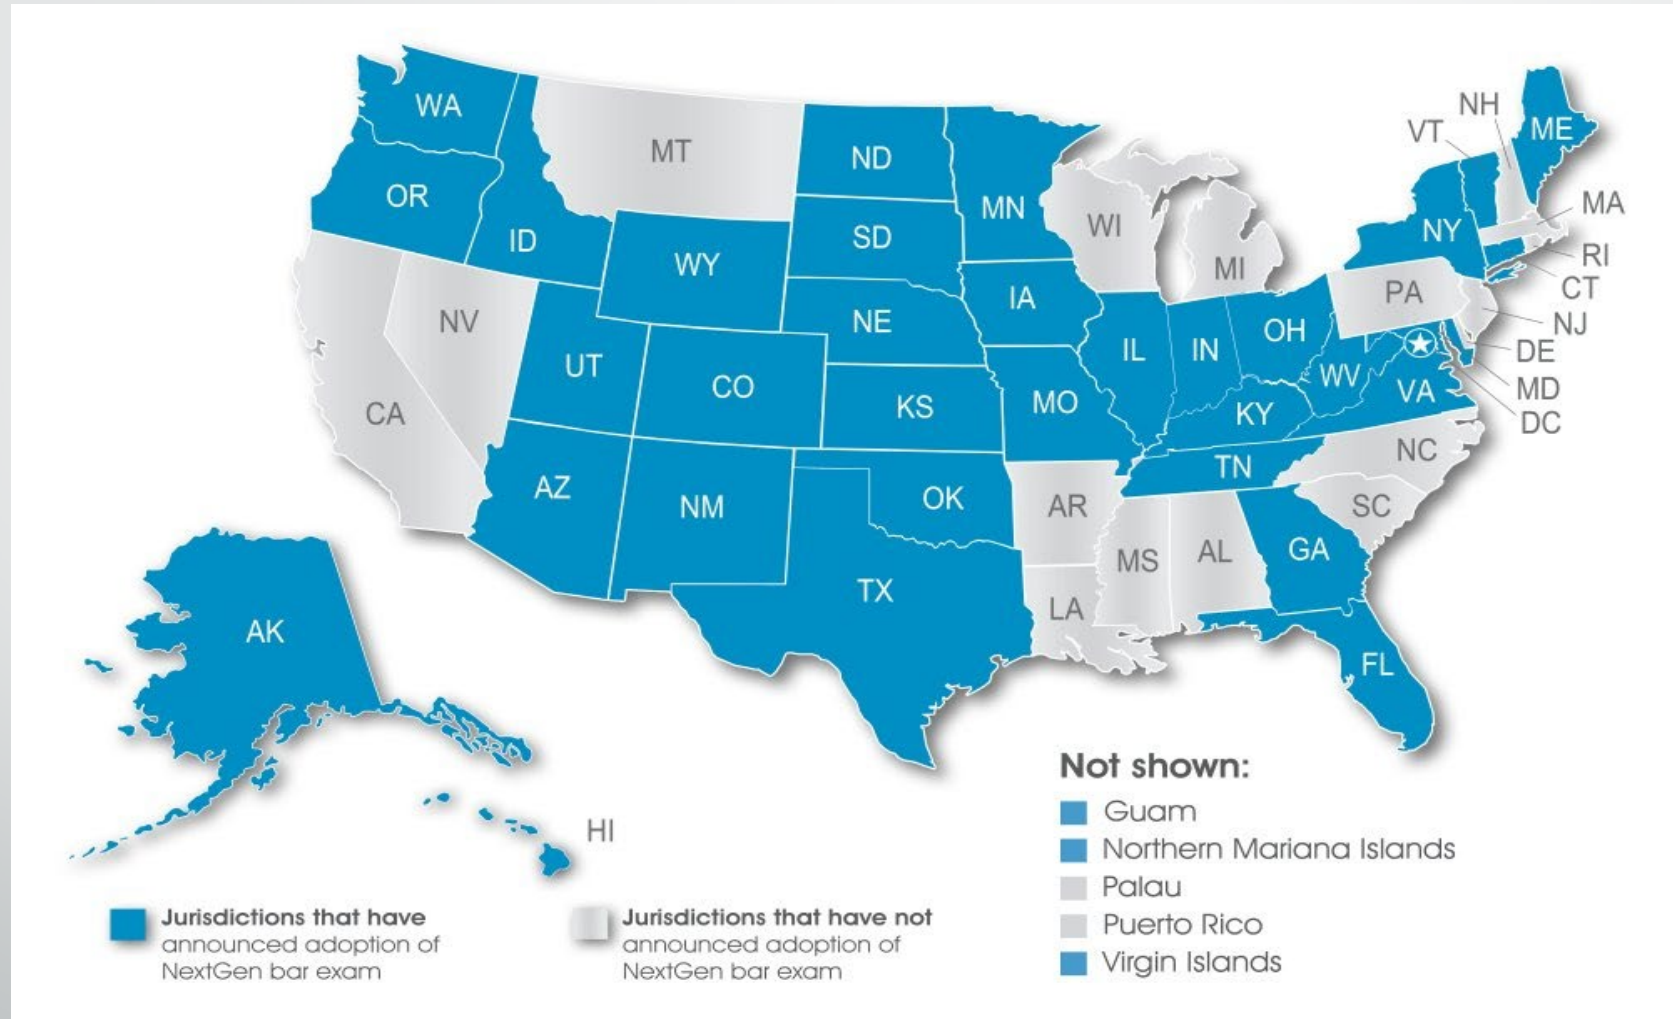 WA
OR
ID
MT
WY
NV
CA
UT
CO
AZ
NM
ND
SD
NE
KS
OK
TX
MN
IA
MO
AR
LA
WI
MI
IL
IN
OH
KY
TN
MS
AL
GA
FL
SC
NC
VA
WV
PA
NY
VT
NH
ME
MA
RI
CT
NJ
DE
MD
DC
AK
HI
Not shown:
Guam
Northern Mariana Islands
Palau
Puerto Rico
Virgin Islands
Jurisdictions that have
announced adoption of
NextGen bar exam
Jurisdictions that have not
announced adoption of
NextGen bar exam